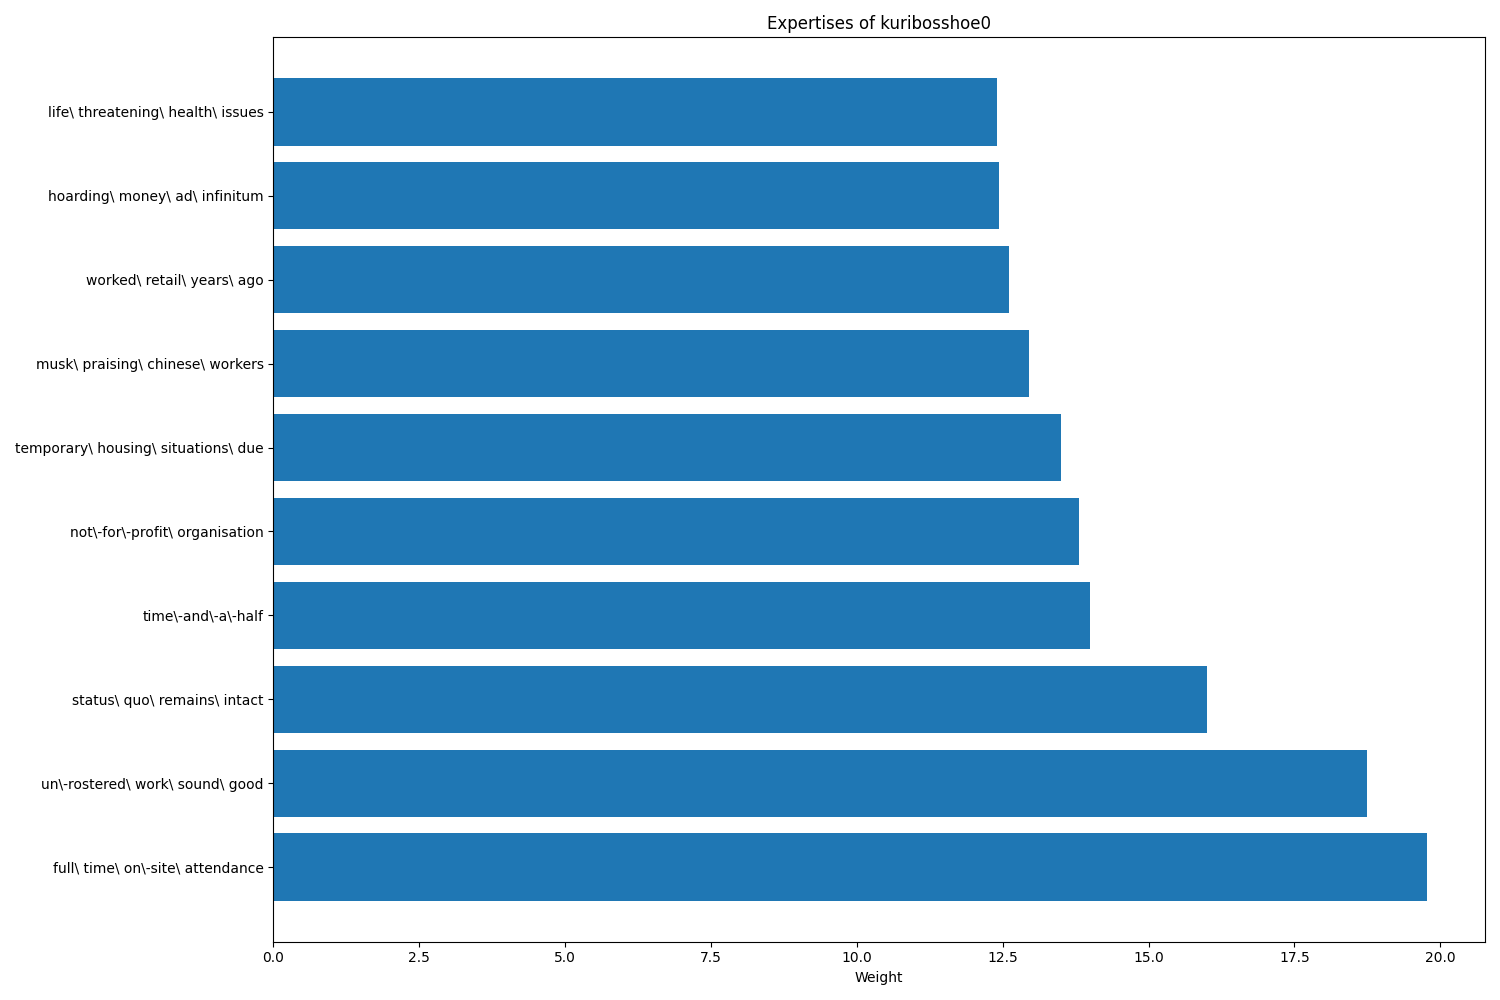 Expertises of kuribosshoe0
life\ threatening\ health\ issues
hoarding\ money\ ad\ infinitum
worked\ retail\ years\ ago
musk\ praising\ chinese\ workers
temporary\ housing\ situations\ due
not\-for\-profit\ organisation
time\-and\-a\-half
status\ quo\ remains\ intact
un\-rostered\ work\ sound\ good
full\ time\ on\-site\ attendance
0.0 2.5 5.0 7.5 10.0 12.5 15.0 17.5 20.0
Weight